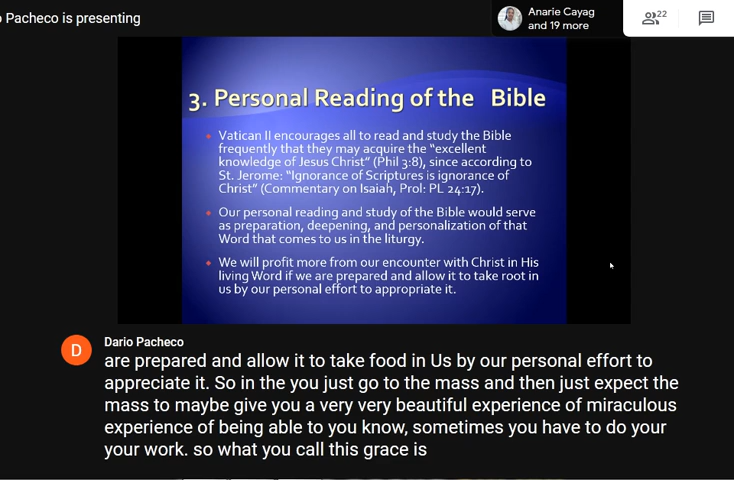 o Pacheco is presenting
Anarie Cayag
and 19 more
22
3. Personal Reading of the Bible
Vatican II encourages all to read and study the Bible
frequently that they may acquire the “excellent
knowledge of Jesus Christ” (Phil 3:8), since according to
St. Jerome: “Ignorance of Scriptures is ignorance of
Christ” (Commentary on Isaiah, Prol: PL 24:17).
Our personal reading and study of the Bible would serve
as preparation, deepening, and personalization of that
Word that comes to us in the liturgy.
We will profit more from our encounter with Christ in His
living Word if we are prepared and allow it to take root in
us by our personal effort to appropriate it.
D
Dario Pacheco
are prepared and allow it to take food in Us by our personal effort to
appreciate it. So in the you just go to the mass and then just expect the
mass to maybe give you a very very beautiful experience of miraculous
experience of being able to you know, sometimes you have to do your
your work. so what you call this grace is